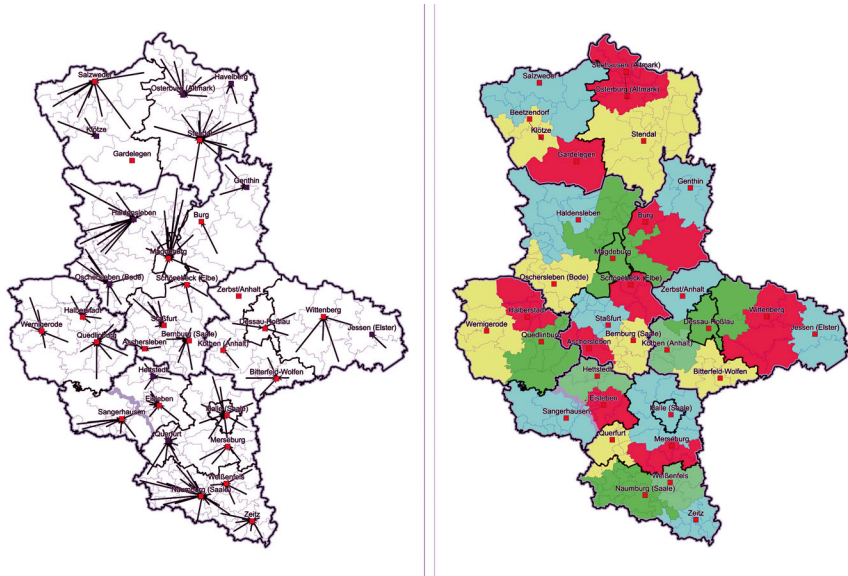 Salzwedel
Havelberg
Osterburg (Altmark)
Klötze
Stendal
Gardelegen
Genthin
Haldensleben
Burg
Magdeburg
Oschersleben (Bode)
Schönebeck (Elbe)
Zerbst/Anhalt
Halberstadt
Staßfurt
Wittenberg
Wernigerode
Quedlinburg
Aschersleben
Bernburg (Saale)
Dessau-Roßlau
Jessen (Elster)
Köthen (Anhalt)
Hettstedt
Bitterfeld-Wolfen
Eisleben
Sangerhausen
Halle (Saale)
Querfurt
Merseburg
Weißenfels
Naumburg (Saale)
Zeitz
Seehausen (Altmark)
Salzwedel
Osterburg (Altmark)
Beetzendorf
Klötze
Stendal
Gardelegen
Genthin
Haldensleben
Burg
Magdeburg
Oschersleben (Bode)
Schönebeck (Elbe)
Zerbst/Anhalt
Halberstadt
Staßfurt
Wittenberg
Wernigerode
Quedlinburg
Aschersleben
Bernburg (Saale)
Dessau-Roßlau
Jessen (Elster)
Köthen (Anhalt)
Hettstedt
Bitterfeld-Wolfen
Eisleben
Sangerhausen
Halle (Saale)
Querfurt
Merseburg
Weißenfels
Naumburg (Saale)
Zeitz